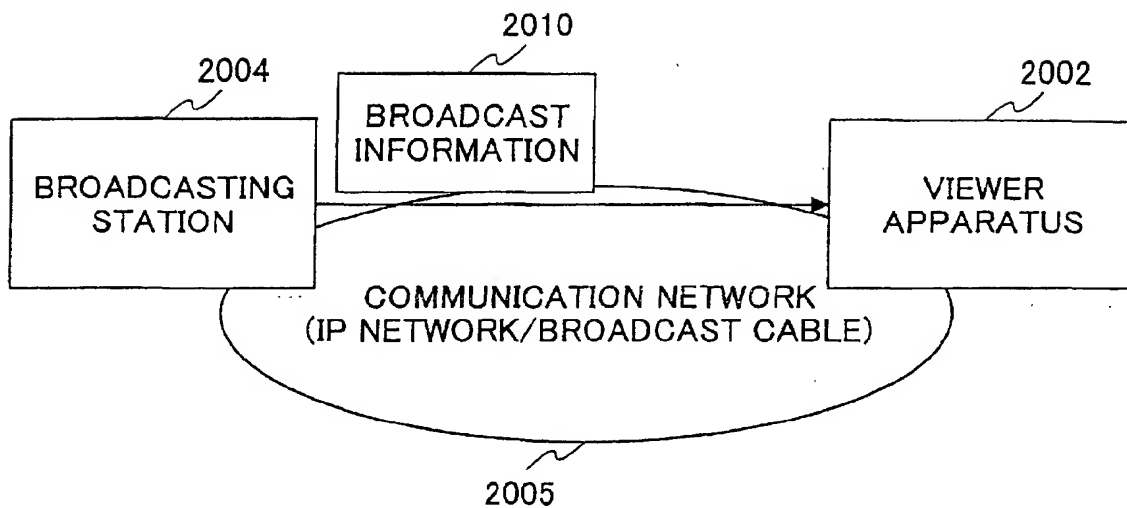 2010
2004
2002
BROADCAST
INFORMATION
BROADCASTING
STATION
VIEWER
APPARATUS
COMMUNICATION NETWORK
(IP NETWORK/BROADCAST CABLE)
2005